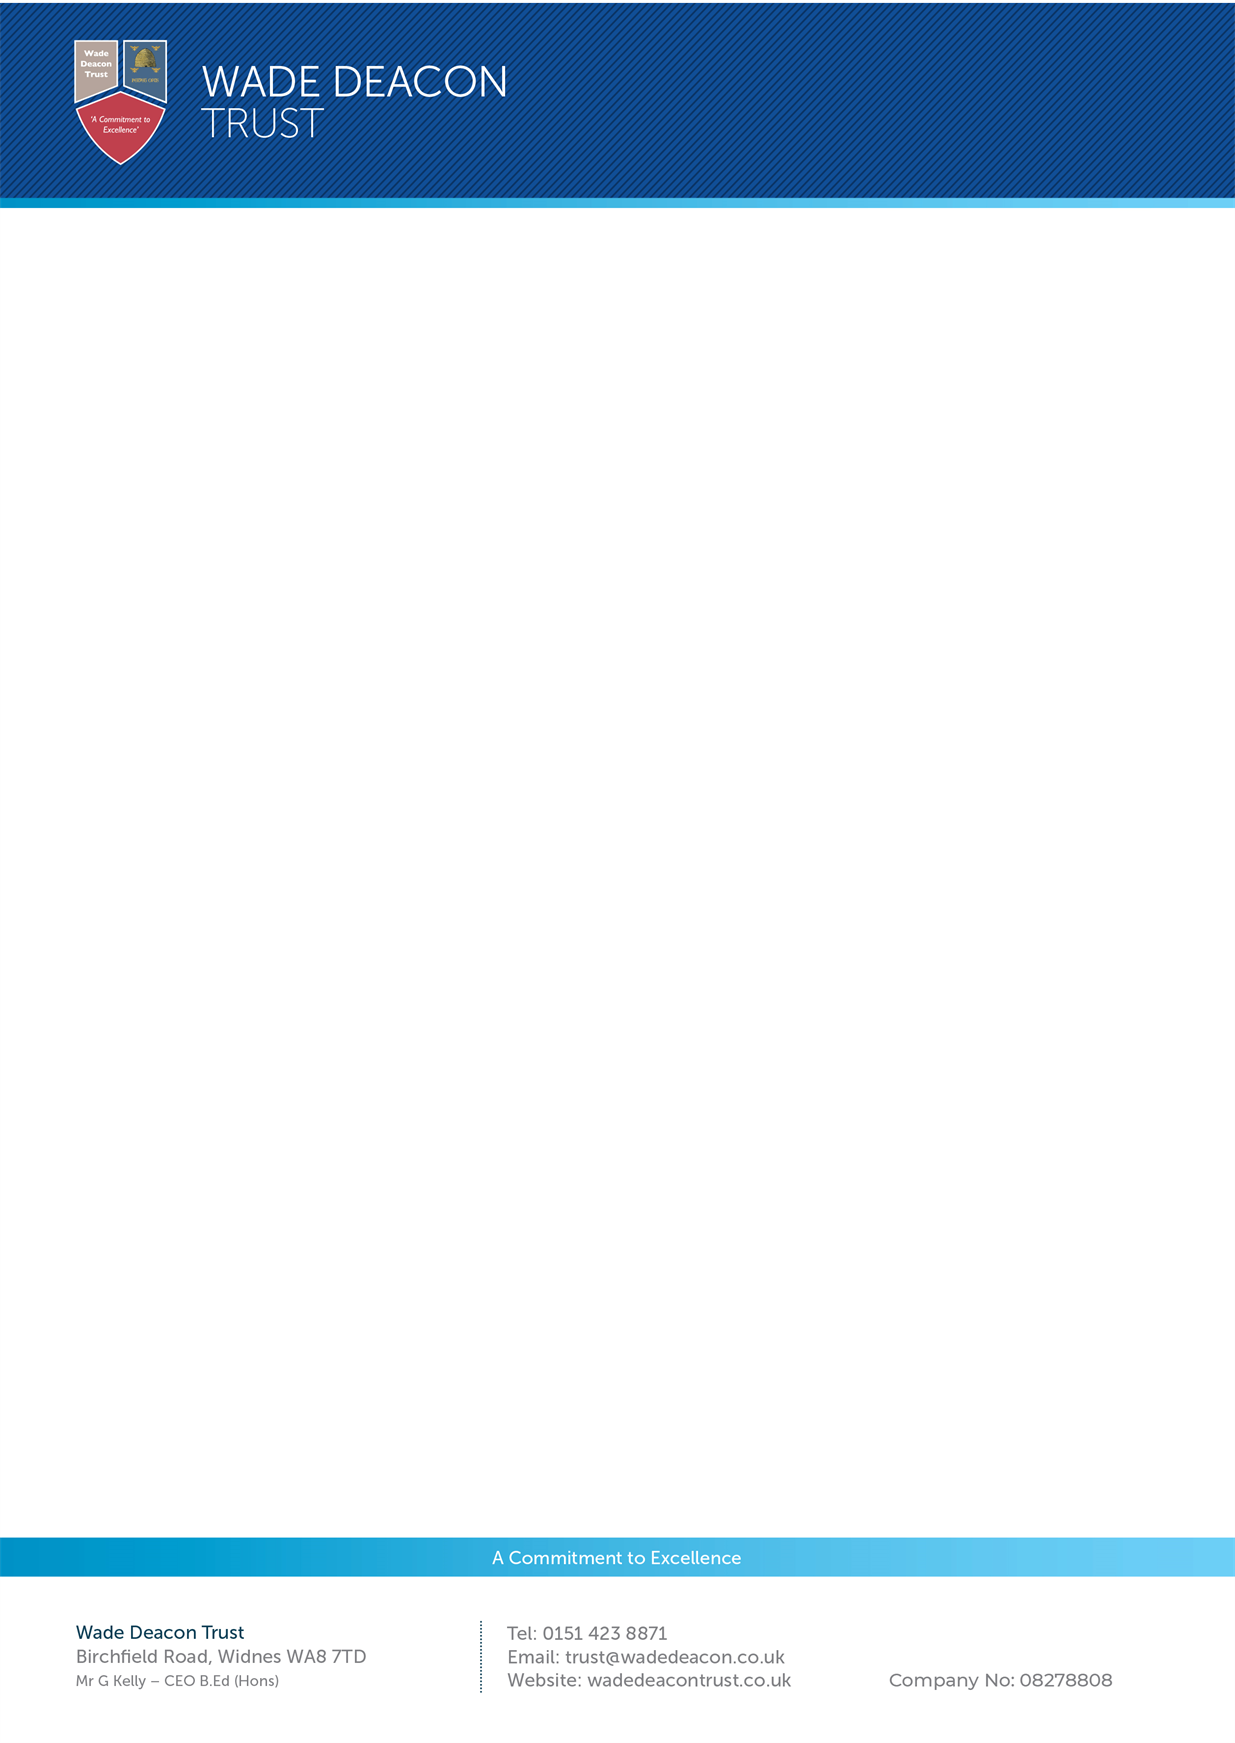 Wade
Deacon
Trust
'A Commitment to
Excellence'
WADE DEACON
TRUST
A Commitment to Excellence
Wade Deacon Trust
Birchfield Road, Widnes WA8 7TD
Mr G Kelly – CEO B.Ed (Hons)
Tel: 0151 423 8871
Email: trust@wadedeacon.co.uk
Website: wadedeacontrust.co.uk
Company No: 08278808